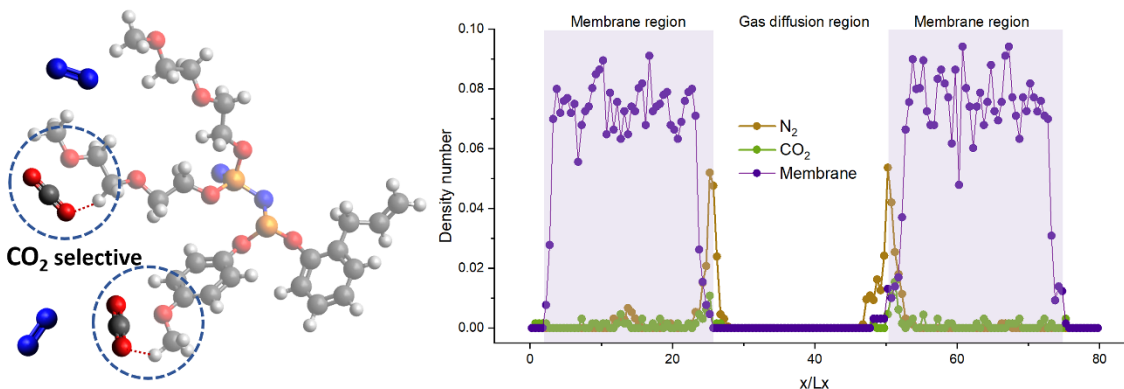 CO₂ selective
Membrane region Gas diffusion region Membrane region
0.10
0.08
0.06
0.04
0.02
0.00
Density number
N₂
CO₂
Membrane
0 20 40 60 80
x/Lx